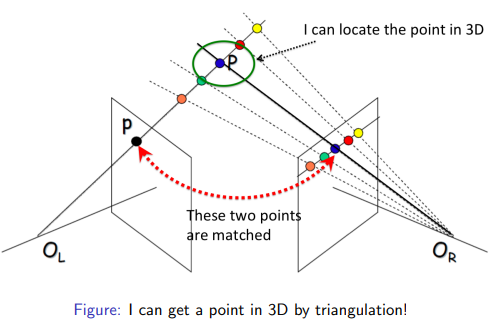 I can locate the point in 3D
P
p
These two points
are matched
O_L
O_R
Figure: I can get a point in 3D by triangulation!